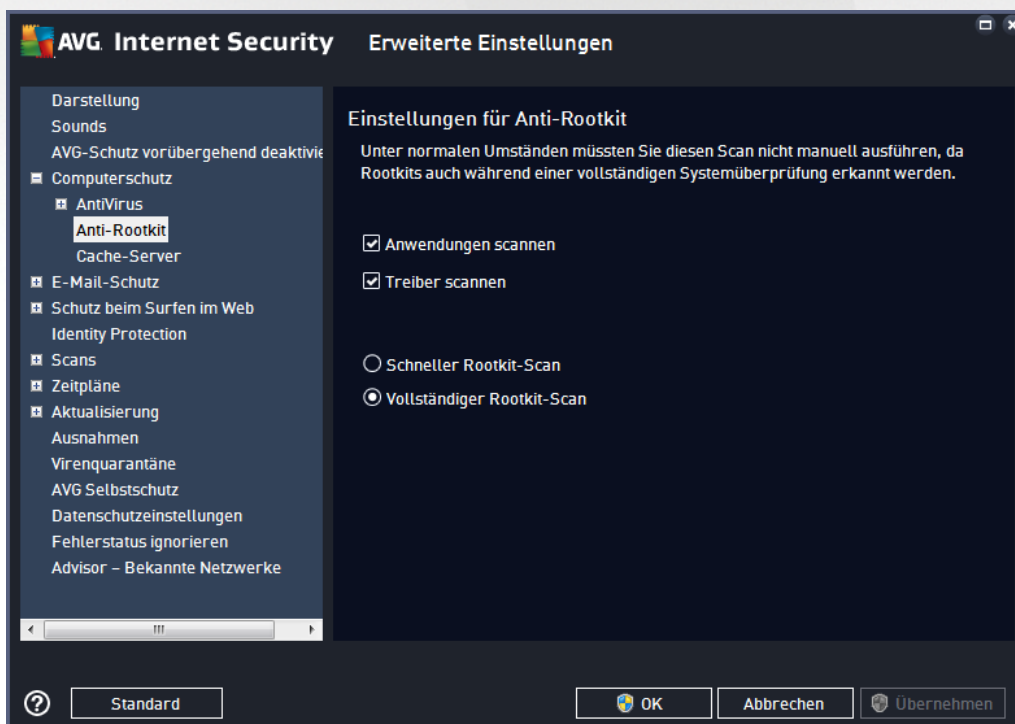 AVG. Internet Security Erweiterte Einstellungen
Darstellung
Sounds
AVG-Schutz vorübergehend deaktivie
Computerschutz
AntiVirus
Anti-Rootkit
Cache-Server
E-Mail-Schutz
Schutz beim Surfen im Web
Identity Protection
Scans
Zeitpläne
Aktualisierung
Ausnahmen
Virenquarantäne
AVG Selbstschutz
Datenschutzeinstellungen
Fehlerstatus ignorieren
Advisor – Bekannte Netzwerke
Einstellungen für Anti-Rootkit
Unter normalen Umständen müssten Sie diesen Scan nicht manuell ausführen, da
Rootkits auch während einer vollständigen Systemüberprüfung erkannt werden.
Anwendungen scannen
Treiber scannen
Schneller Rootkit-Scan
Vollständiger Rootkit-Scan
Standard
OK
Abbrechen
Übernehmen